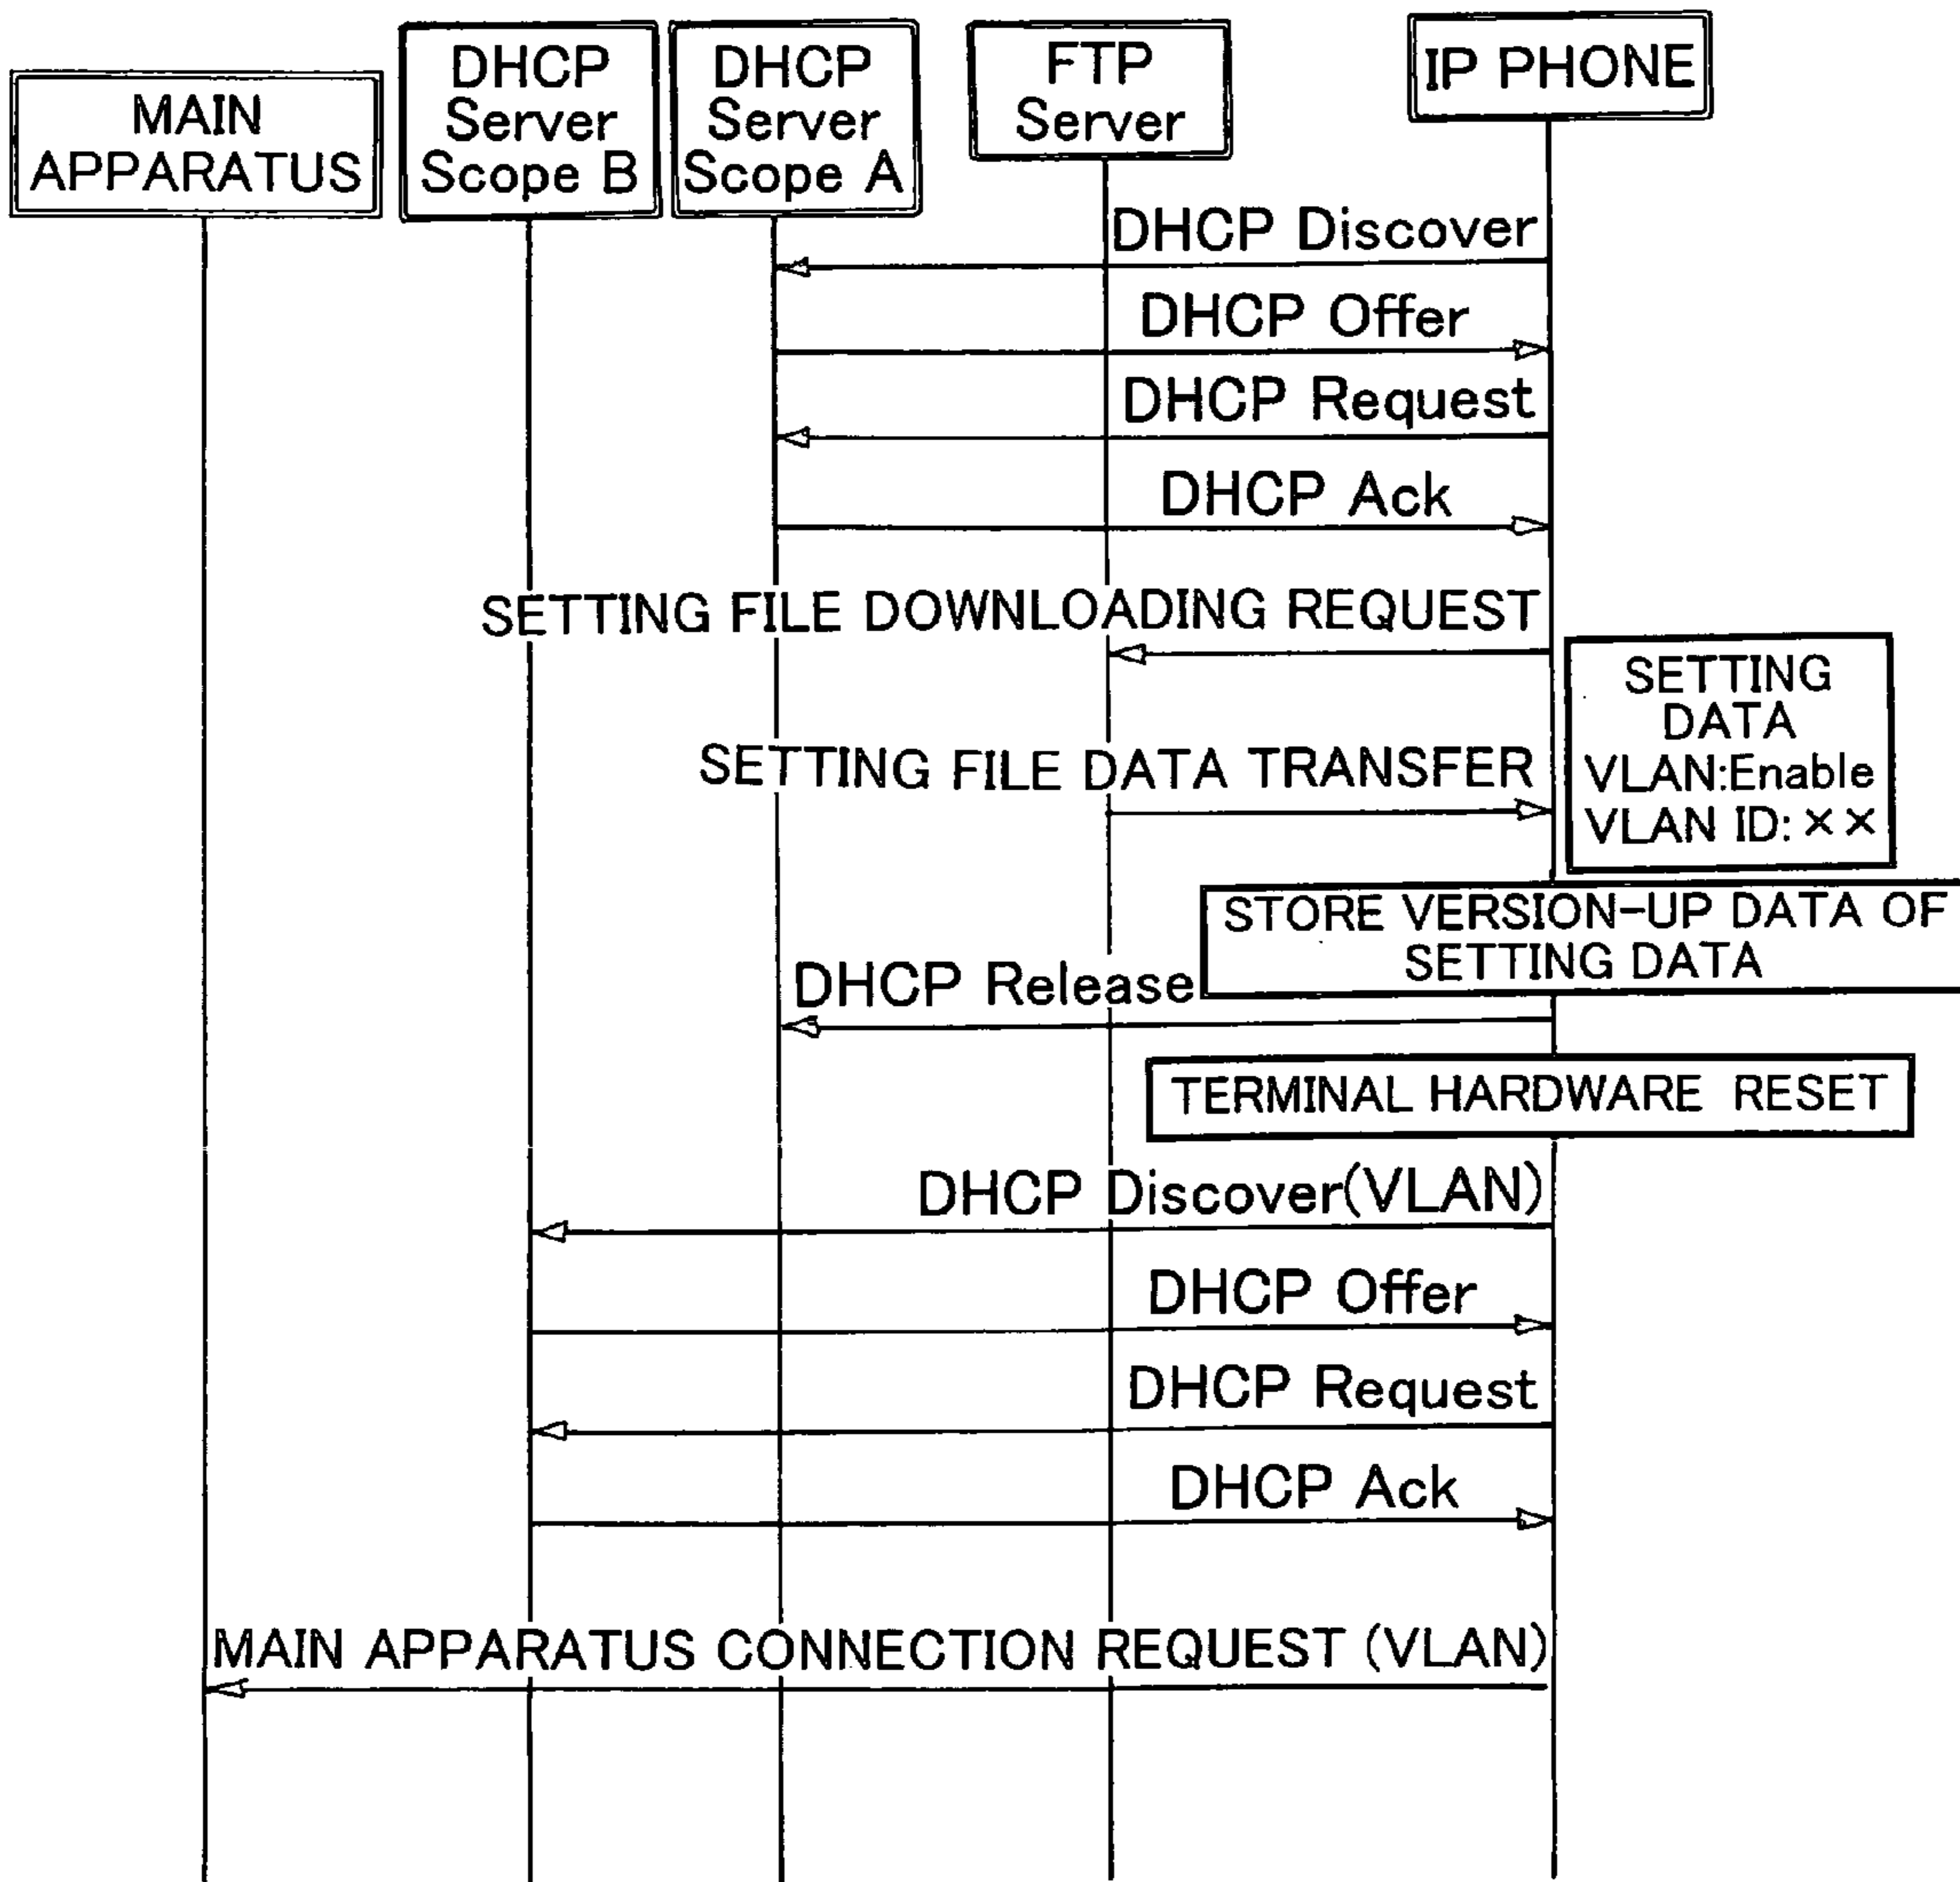 MAIN
APPARATUS
DHCP
Server
Scope B
DHCP
Server
Scope A
FTP
Server
IP PHONE
DHCP Discover
DHCP Offer
DHCP Request
DHCP Ack
SETTING FILE DOWNLOADING REQUEST
SETTING
DATA
VLAN:Enable
VLAN ID: ××
SETTING FILE DATA TRANSFER
STORE VERSION-UP DATA OF
SETTING DATA
DHCP Release
TERMINAL HARDWARE RESET
DHCP Discover(VLAN)
DHCP Offer
DHCP Request
DHCP Ack
MAIN APPARATUS CONNECTION REQUEST (VLAN)